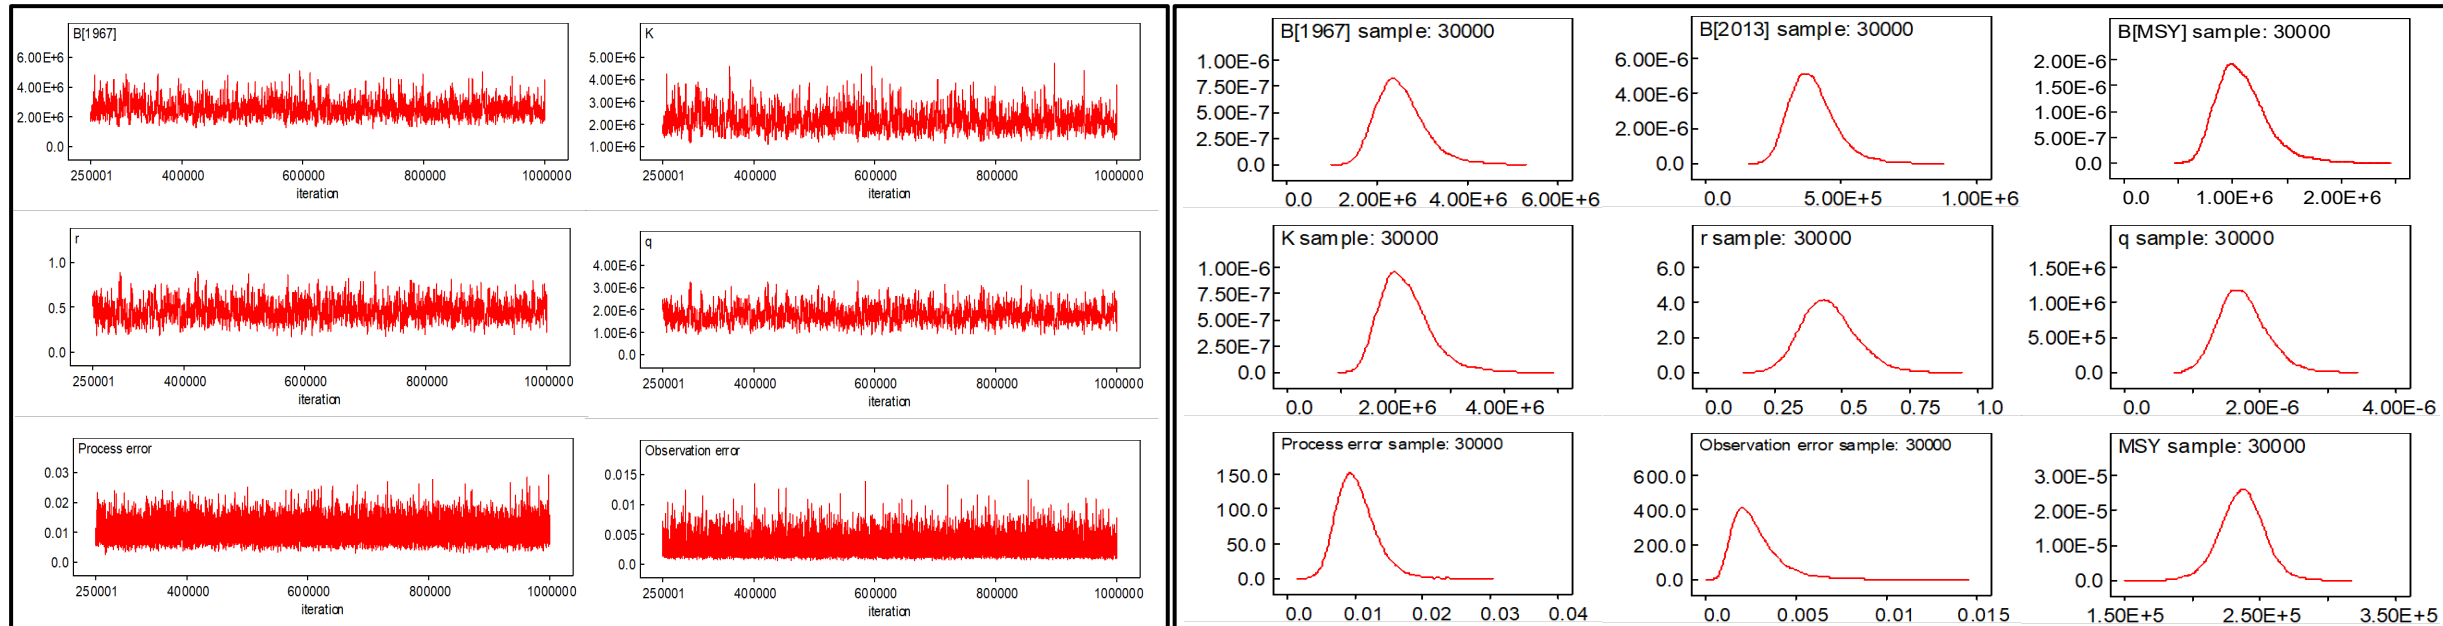 B[1967]
6.00E+6
4.00E+6
2.00E+6
0.0
250001 400000 600000 800000 1000000
iteration
K
5.00E+6
4.00E+6
3.00E+6
2.00E+6
1.00E+6
250001 400000 600000 800000 1000000
iteration
r
1.0
0.5
0.0
250001 400000 600000 800000 1000000
iteration
q
4.00E-6
3.00E-6
2.00E-6
1.00E-6
0.0
250001 400000 600000 800000 1000000
iteration
Process error
0.03
0.02
0.01
0.0
250001 400000 600000 800000 1000000
iteration
Observation error
0.015
0.01
0.005
0.0
250001 400000 600000 800000 1000000
iteration
B[1967] sample: 30000
1.00E-6
7.50E-7
5.00E-7
2.50E-7
0.0
0.0 2.00E+6 4.00E+6 6.00E+6
B[2013] sample: 30000
6.00E-6
4.00E-6
2.00E-6
0.0
0.0 5.00E+5 1.00E+6
B[MSY] sample: 30000
2.00E-6
1.50E-6
1.00E-6
5.00E-7
0.0
0.0 1.00E+6 2.00E+6
K sample: 30000
1.00E-6
7.50E-7
5.00E-7
2.50E-7
0.0
0.0 2.00E+6 4.00E+6
r sample: 30000
6.0
4.0
2.0
0.0
0.0 0.25 0.5 0.75 1.0
q sample: 30000
1.50E+6
1.00E+6
5.00E+5
0.0
0.0 2.00E-6 4.00E-6
Process error sample: 30000
150.0
100.0
50.0
0.0
0.0 0.01 0.02 0.03 0.04
Observation error sample: 30000
600.0
400.0
200.0
0.0
0.0 0.005 0.01 0.015
MSY sample: 30000
3.00E-5
2.00E-5
1.00E-5
0.0
1.50E+5 2.50E+5 3.50E+5